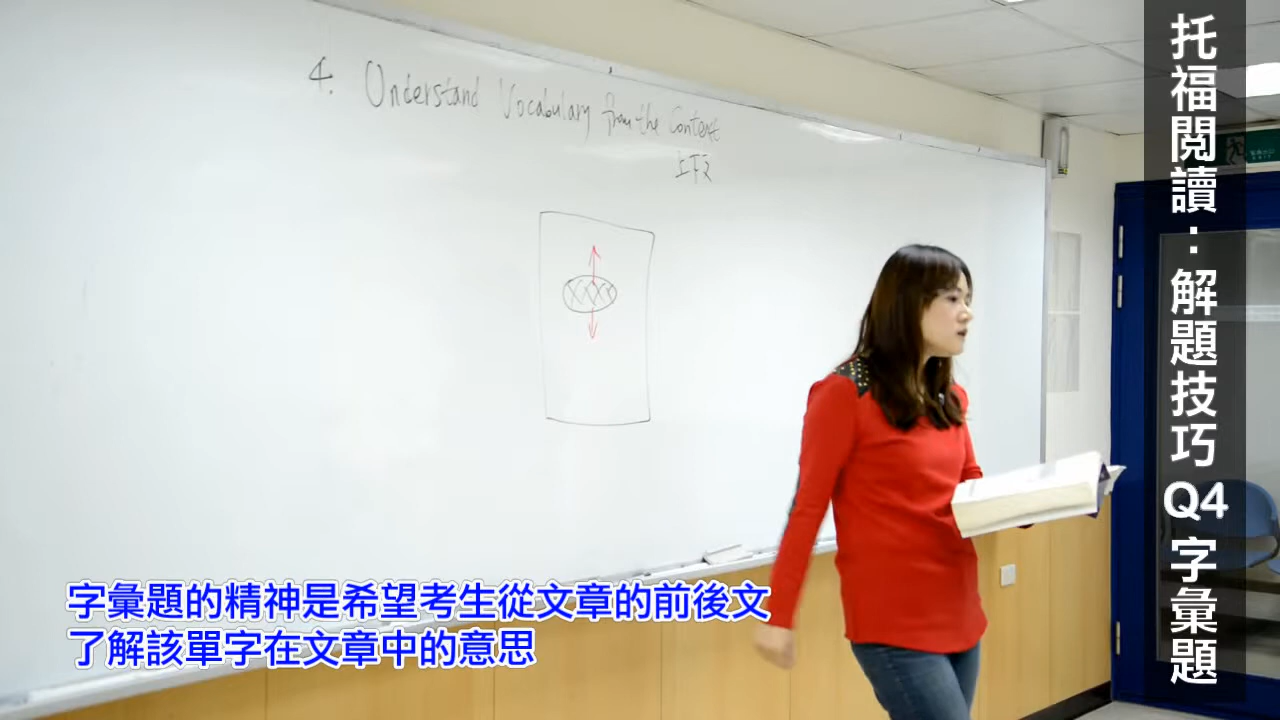 4. Understand Vocabulary from the Context
上下文
字彙題的精神是希望考生從文章的前後文
了解該單字在文章中的意思
托福閱讀：解題技巧 Q4 字彙題